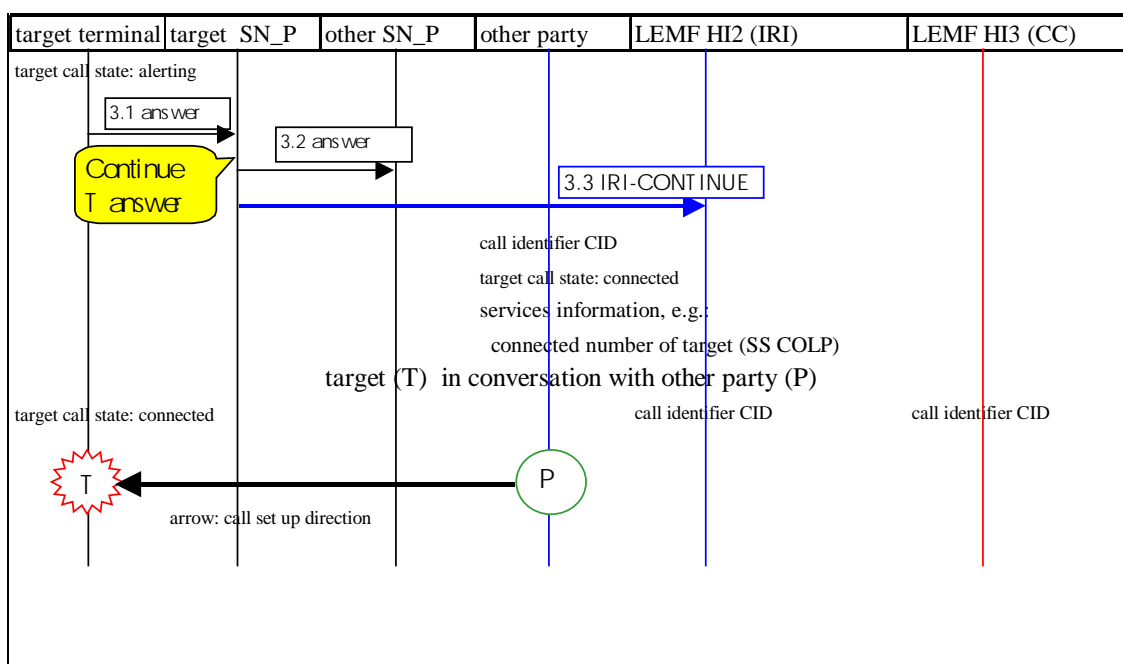 target terminal target SN_P other SN_P other party LEMF HI2 (IRI) LEMF HI3 (CC)
target call state: alerting
3.1 answer
3.2 answer
Continue
T answer
3.3 IRI-CONTINUE
call identifier CID
target call state: connected
services information, e.g.:
connected number of target (SS COLP)
target (T) in conversation with other party (P)
target call state: connected call identifier CID call identifier CID
T P
arrow: call set up direction